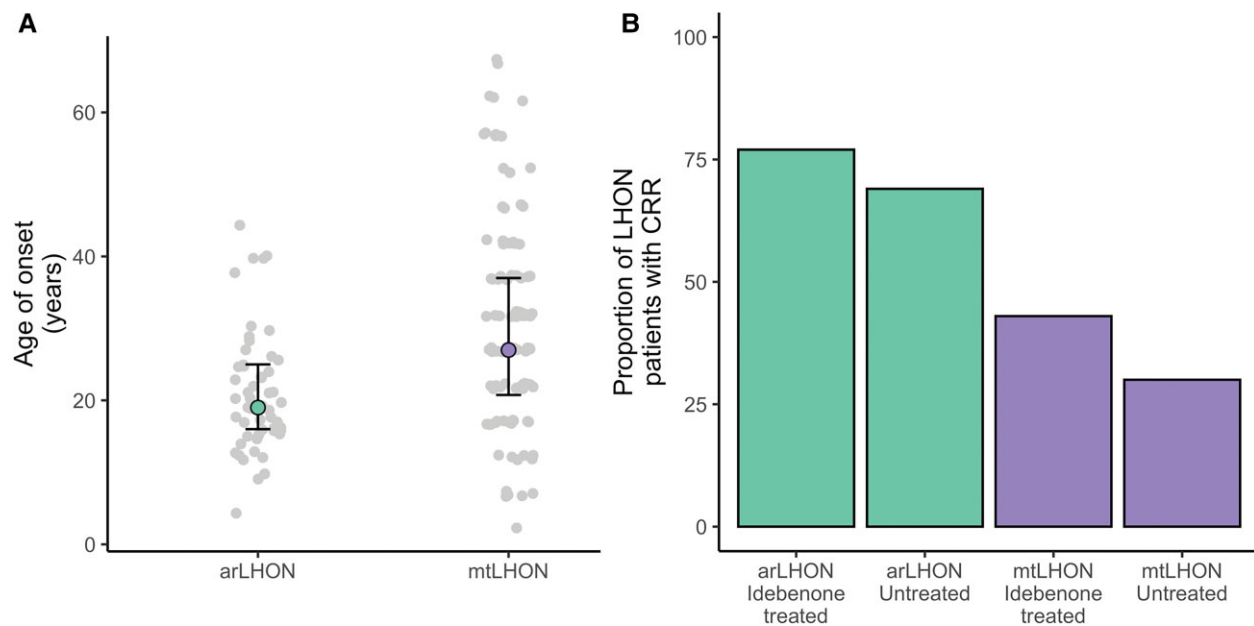 A
Age of onset
(years)
60
40
20
0
arLHON
mtLHON
B
Proportion of LHON
patients with CRR
100
75
50
25
0
arLHON
Idebenone
treated
arLHON
Untreated
mtLHON
Idebenone
treated
mtLHON
Untreated